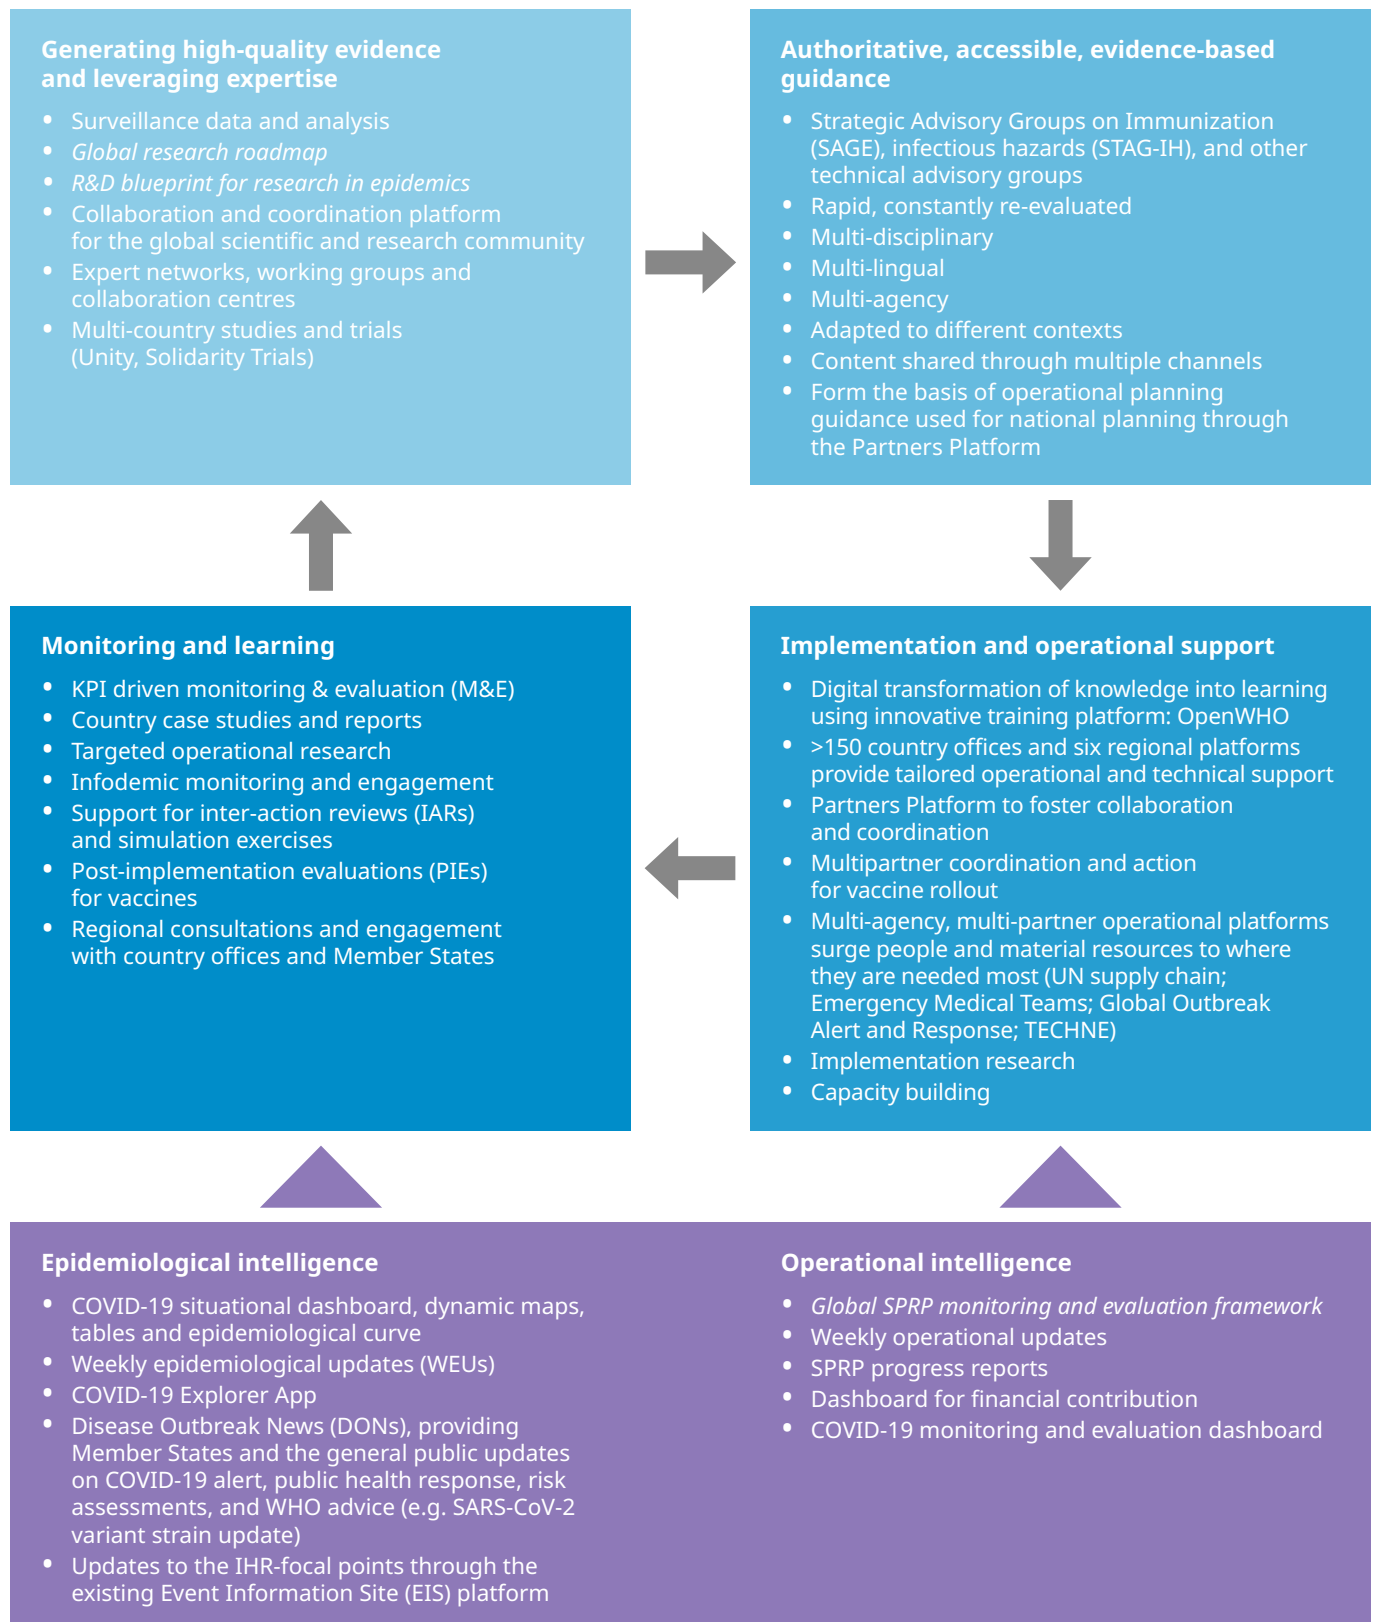 Generating high-quality evidence
and leveraging expertise
• Surveillance data and analysis
• Global research roadmap
• R&D blueprint for research in epidemics
• Collaboration and coordination platform
for the global scientific and research community
• Expert networks, working groups and
collaboration centres
• Multi-country studies and trials
(Unity, Solidarity Trials)
Authoritative, accessible, evidence-based
guidance
• Strategic Advisory Groups on Immunization
(SAGE), infectious hazards (STAG-IH), and other
technical advisory groups
• Rapid, constantly re-evaluated
• Multi-disciplinary
• Multi-lingual
• Multi-agency
• Adapted to different contexts
• Content shared through multiple channels
• Form the basis of operational planning
guidance used for national planning through
the Partners Platform
Monitoring and learning
• KPI driven monitoring & evaluation (M&E)
• Country case studies and reports
• Targeted operational research
• Infodemic monitoring and engagement
• Support for inter-action reviews (IARs)
and simulation exercises
• Post-implementation evaluations (PIEs)
for vaccines
• Regional consultations and engagement
with country offices and Member States
Implementation and operational support
• Digital transformation of knowledge into learning
using innovative training platform: OpenWHO
• >150 country offices and six regional platforms
provide tailored operational and technical support
• Partners Platform to foster collaboration
and coordination
• Multipartner coordination and action
for vaccine rollout
• Multi-agency, multi-partner operational platforms
surge people and material resources to where
they are needed most (UN supply chain;
Emergency Medical Teams; Global Outbreak
Alert and Response; TECHNE)
• Implementation research
• Capacity building
Epidemiological intelligence
• COVID-19 situational dashboard, dynamic maps,
tables and epidemiological curve
• Weekly epidemiological updates (WEUs)
• COVID-19 Explorer App
• Disease Outbreak News (DONs), providing
Member States and the general public updates
on COVID-19 alert, public health response, risk
assessments, and WHO advice (e.g. SARS-CoV-2
variant strain update)
• Updates to the IHR-focal points through the
existing Event Information Site (EIS) platform
Operational intelligence
• Global SPRP monitoring and evaluation framework
• Weekly operational updates
• SPRP progress reports
• Dashboard for financial contribution
• COVID-19 monitoring and evaluation dashboard